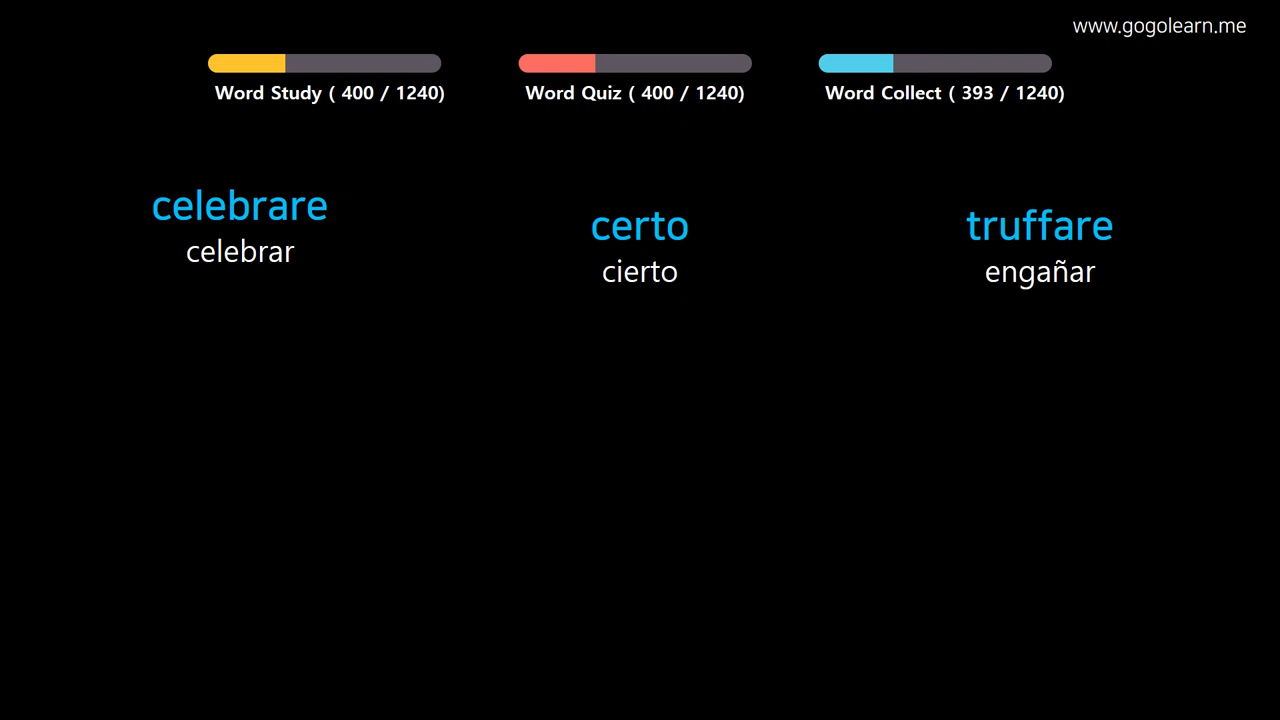 www.gogolearn.me
Word Study ( 400 / 1240)
Word Quiz ( 400 / 1240)
Word Collect ( 393 / 1240)
celebrare
celebrar
certo
cierto
truffare
engañar